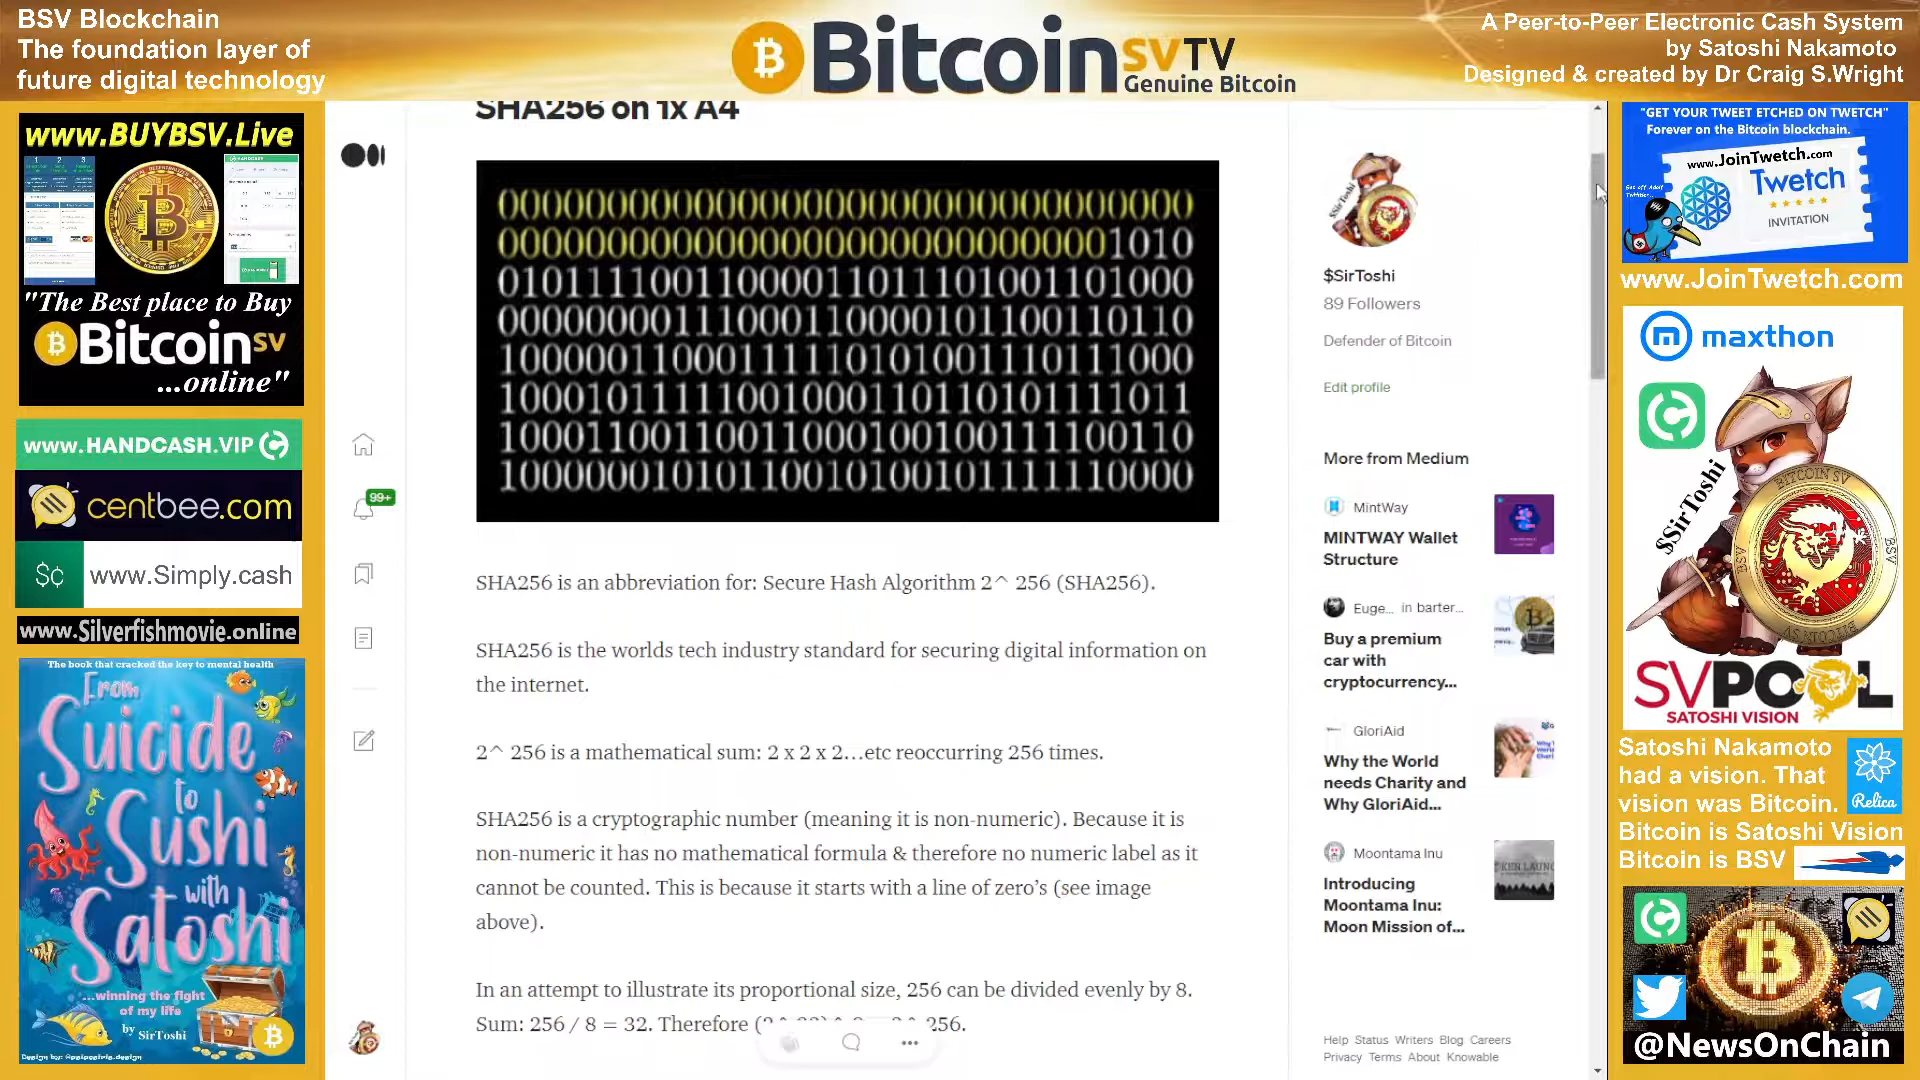 BSV Blockchain
The foundation layer of
future digital technology
Bitcoin SV TV
Genuine Bitcoin
A Peer-to-Peer Electronic Cash System
by Satoshi Nakamoto
Designed & created by Dr Craig S.Wright
www.BUYBSV.Live
"The Best place to Buy
Bitcoin SV
...online"
www.HANDCASH.VIP
centbee.com
www.Simply.cash
www.Silverfishmovie.online
The book that cracked the key to mental health
From
Suicide
to
Sushi
with
Satoshi
...winning the fight
of my life
by SirToshi
99+
SHA256 on 1x A4
SHA256 is an abbreviation for: Secure Hash Algorithm 2^ 256 (SHA256).
SHA256 is the worlds tech industry standard for securing digital information on
the internet.
2^ 256 is a mathematical sum: 2 x 2 x 2…etc reoccurring 256 times.
SHA256 is a cryptographic number (meaning it is non-numeric). Because it is
non-numeric it has no mathematical formula & therefore no numeric label as it
cannot be counted. This is because it starts with a line of zero's (see image
above).
In an attempt to illustrate its proportional size, 256 can be divided evenly by 8.
Sum: 256 / 8 = 32. Therefore
256.
$SirToshi
$SirToshi
89 Followers
Defender of Bitcoin
Edit profile
More from Medium
MintWay
MINTWAY Wallet
Structure
Euge... in barter...
Buy a premium
car with
cryptocurrency...
GloriAid
Why the World
needs Charity and
Why GloriAid...
Moontama Inu
Introducing
Moontama Inu:
Moon Mission of...
Help Status Writers Blog Careers
Privacy Terms About Knowable
"GET YOUR TWEET ETCHED ON TWETCH"
Forever on the Bitcoin blockchain.
www.JoinTwetch.com
Twetch
INVITATION
www.JoinTwetch.com
maxthon
$SirToshi
BITCOIN SV
BSV
SVPOOL
SATOSHI VISION
Satoshi Nakamoto
had a vision. That
vision was Bitcoin.
Relica
Bitcoin is Satoshi Vision
Bitcoin is BSV
@NewsOnChain